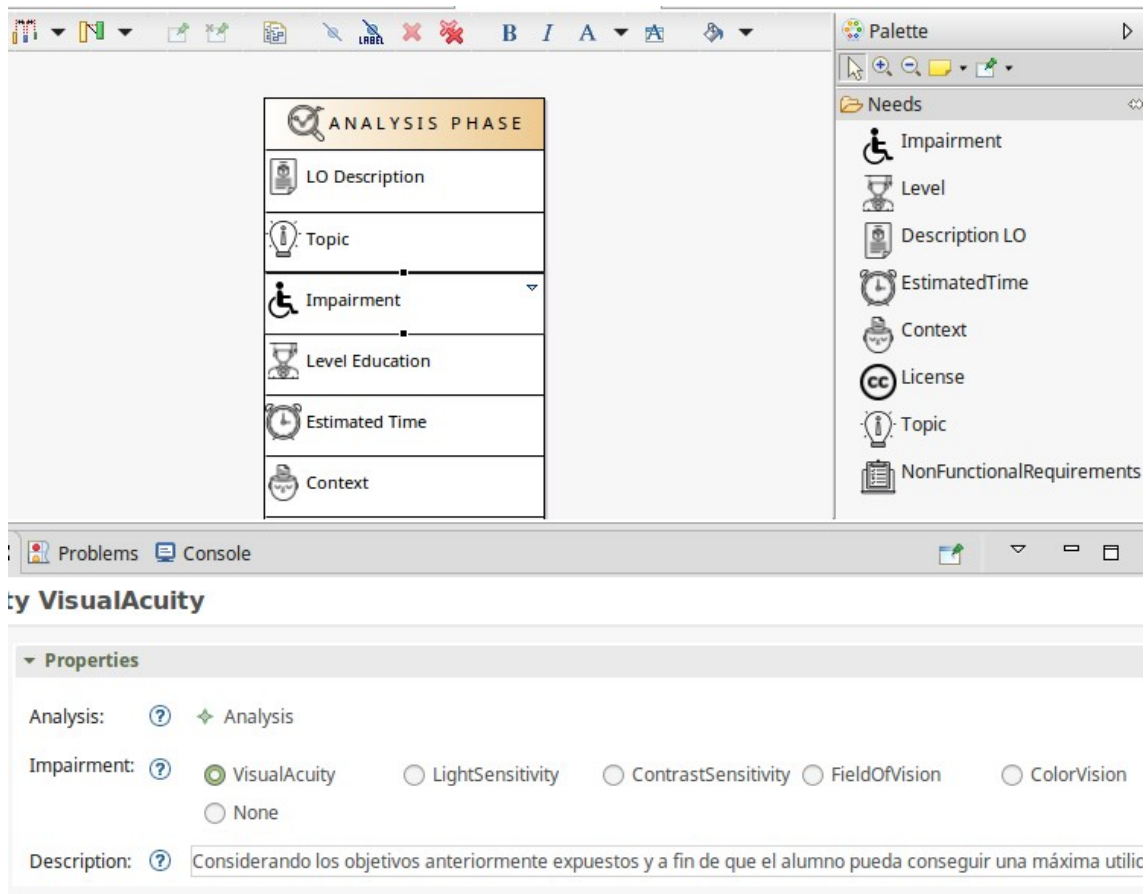 LABEL B I A A
Palette
Needs
ANALYSIS PHASE
LO Description
Topic
Impairment
Level Education
Estimated Time
Context
Impairment
Level
Description LO
EstimatedTime
Context
cc License
Topic
NonFunctionalRequirements
Problems Console
ty VisualAcuity
Properties
Analysis: ? Analysis
Impairment: ? VisualAcuity LightSensitivity ContrastSensitivity FieldOfVision ColorVision
None
Description: ? Considerando los objetivos anteriormente expuestos y a fin de que el alumno pueda conseguir una máxima utilic